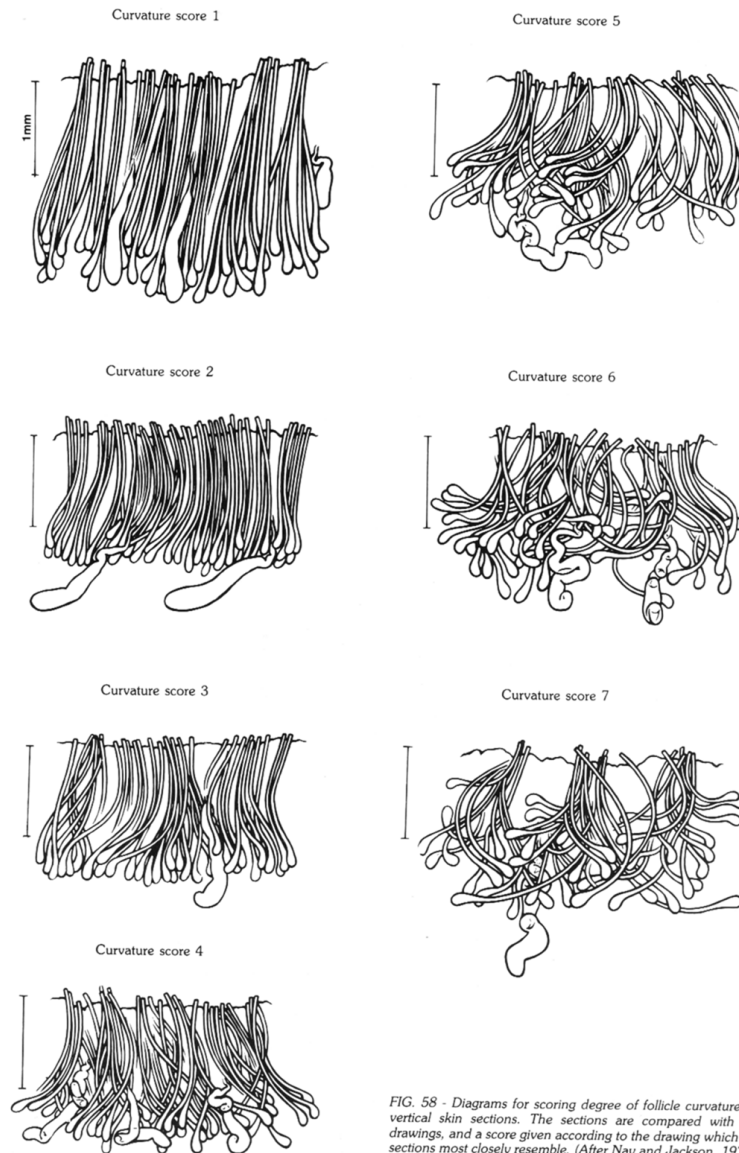 Curvature score 1
1mm
Curvature score 2
Curvature score 3
Curvature score 4
Curvature score 5
Curvature score 6
Curvature score 7
FIG. 58 - Diagrams for scoring degree of follicle curvature
vertical skin sections. The sections are compared with
drawings, and a score given according to the drawing which
sections most closely resemble. (After Nay and Jackson, 19